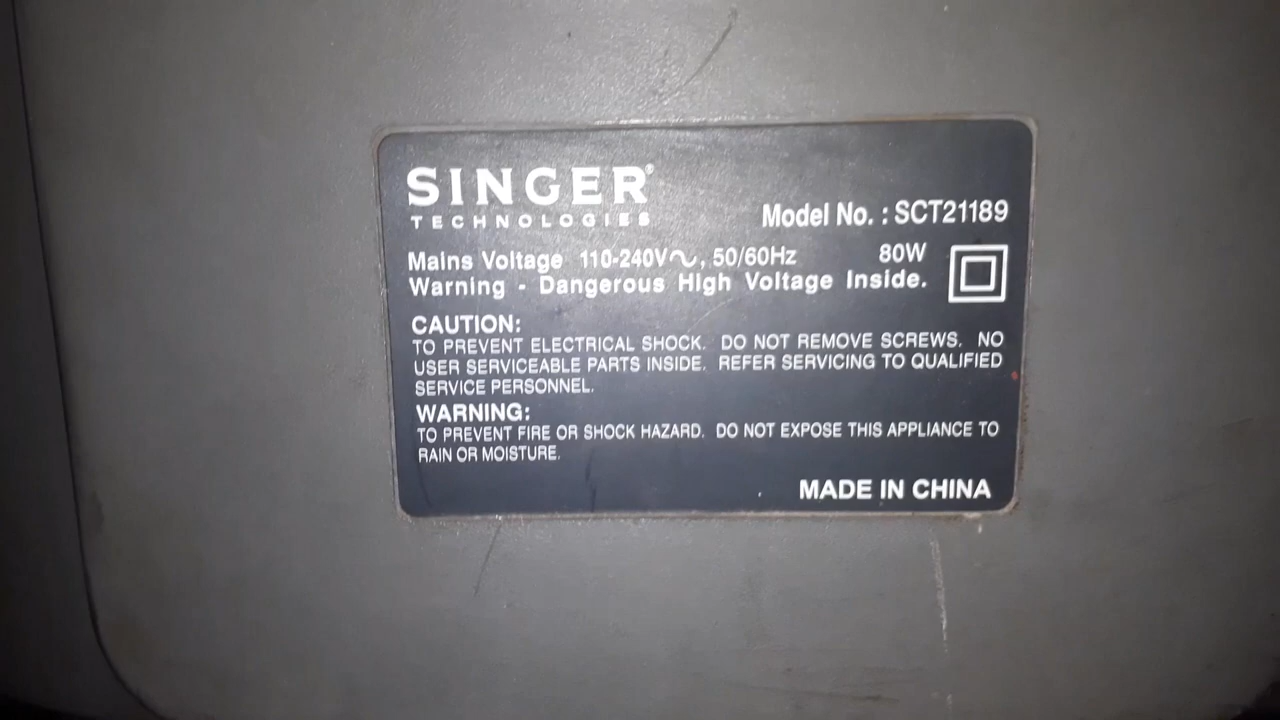 SINGER®
TECHNOLOGIES
Model No. : SCT21189
Mains Voltage 110-240V∿, 50/60Hz 80W
Warning - Dangerous High Voltage Inside.
CAUTION:
TO PREVENT ELECTRICAL SHOCK. DO NOT REMOVE SCREWS. NO
USER SERVICEABLE PARTS INSIDE. REFER SERVICING TO QUALIFIED
SERVICE PERSONNEL.
WARNING:
TO PREVENT FIRE OR SHOCK HAZARD. DO NOT EXPOSE THIS APPLIANCE TO
RAIN OR MOISTURE.
MADE IN CHINA